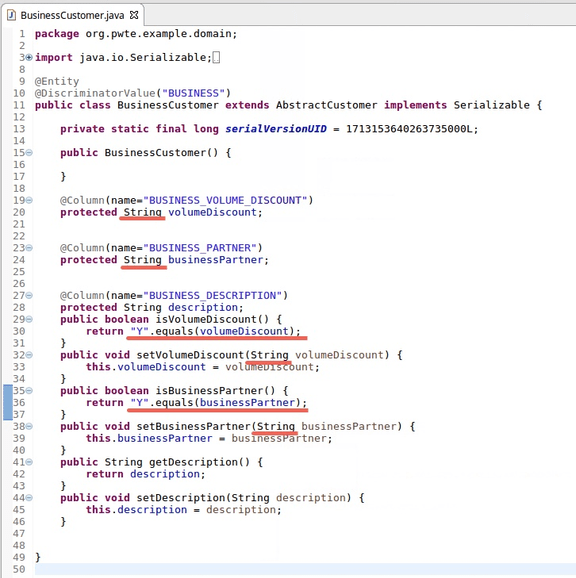 BusinessCustomer.java
1 package org.pwte.example.domain;
2
3 import java.io.Serializable;
8
9 @Entity
10 @DiscriminatorValue("BUSINESS")
11 public class BusinessCustomer extends AbstractCustomer implements Serializable {
12
13 private static final long serialVersionUID = 1713153640263735000L;
14
15 public BusinessCustomer() {
16
17 }
18
19 @Column(name="BUSINESS_VOLUME_DISCOUNT")
20 protected String volumeDiscount;
21
22
23 @Column(name="BUSINESS_PARTNER")
24 protected String businessPartner;
25
26
27 @Column(name="BUSINESS_DESCRIPTION")
28 protected String description;
29 public boolean isVolumeDiscount() {
30 return "Y".equals(volumeDiscount);
31 }
32 public void setVolumeDiscount(String volumeDiscount) {
33 this.volumeDiscount = volumeDiscount;
34 }
35 public boolean isBusinessPartner() {
36 return "Y".equals(businessPartner);
37 }
38 public void setBusinessPartner(String businessPartner) {
39 this.businessPartner = businessPartner;
40 }
41 public String getDescription() {
42 return description;
43 }
44 public void setDescription(String description) {
45 this.description = description;
46 }
47
48
49 }
50